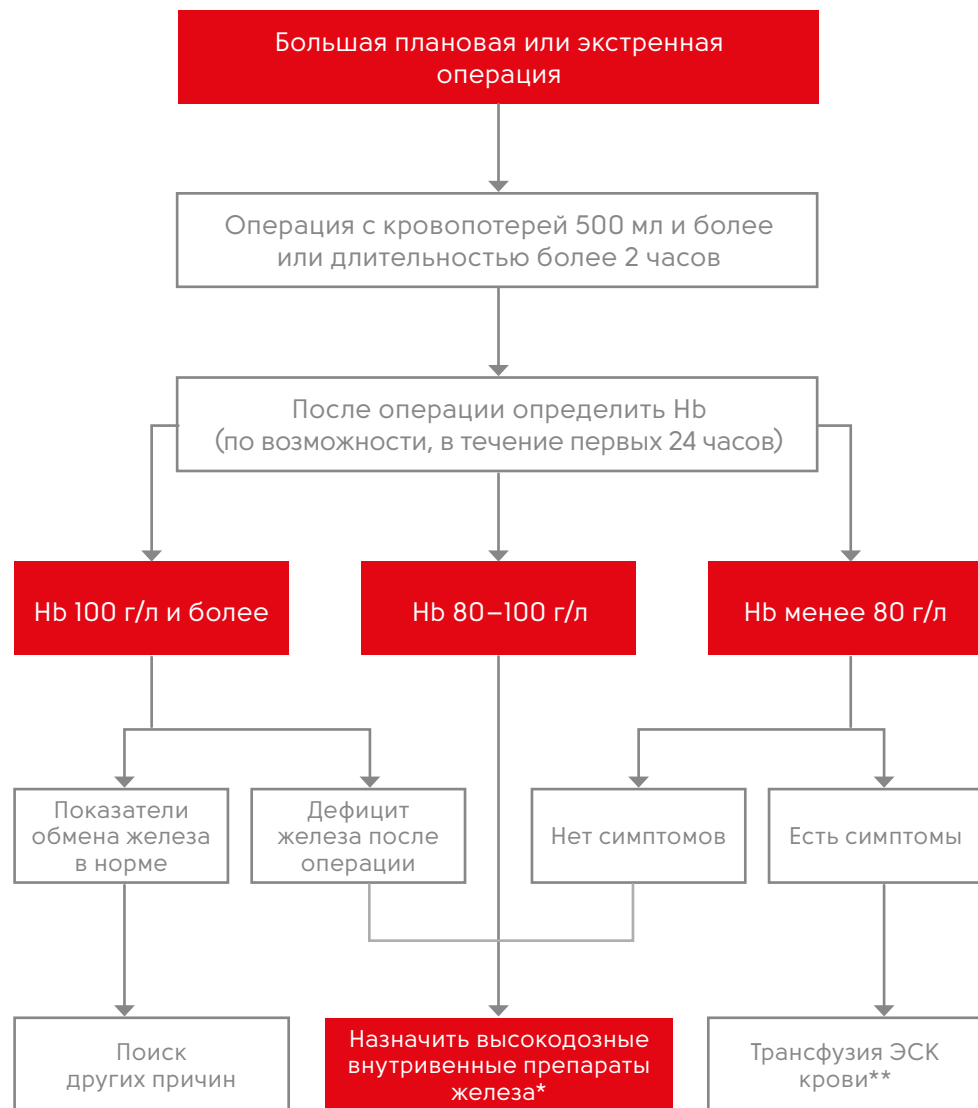 Большая плановая или экстренная
операция
Операция с кровопотерей 500 мл и более
или длительностью более 2 часов
После операции определить Hb
(по возможности, в течение первых 24 часов)
Hb 100 г/л и более
Hb 80–100 г/л
Hb менее 80 г/л
Показатели
обмена железа
в норме
Дефицит
железа после
операции
Нет симптомов
Есть симптомы
Поиск
других причин
Назначить высокодозные
внутривенные препараты
железа*
Трансфузия ЭСК
крови**